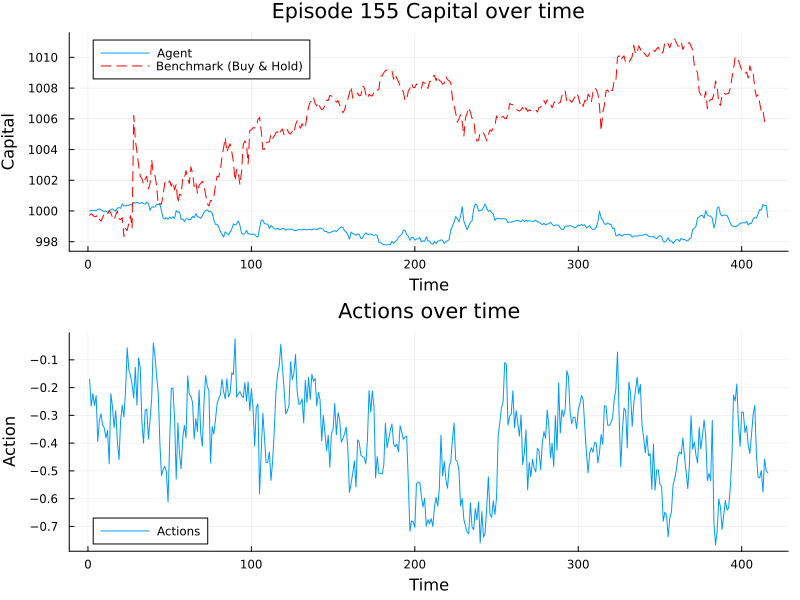 Episode 155 Capital over time
Agent
Benchmark (Buy & Hold)
1010
1008
1006
1004
1002
1000
998
Capital
0 100 200 300 400
Time
Actions over time
−0.1
−0.2
−0.3
−0.4
−0.5
−0.6
−0.7
Action
Actions
0 100 200 300 400
Time